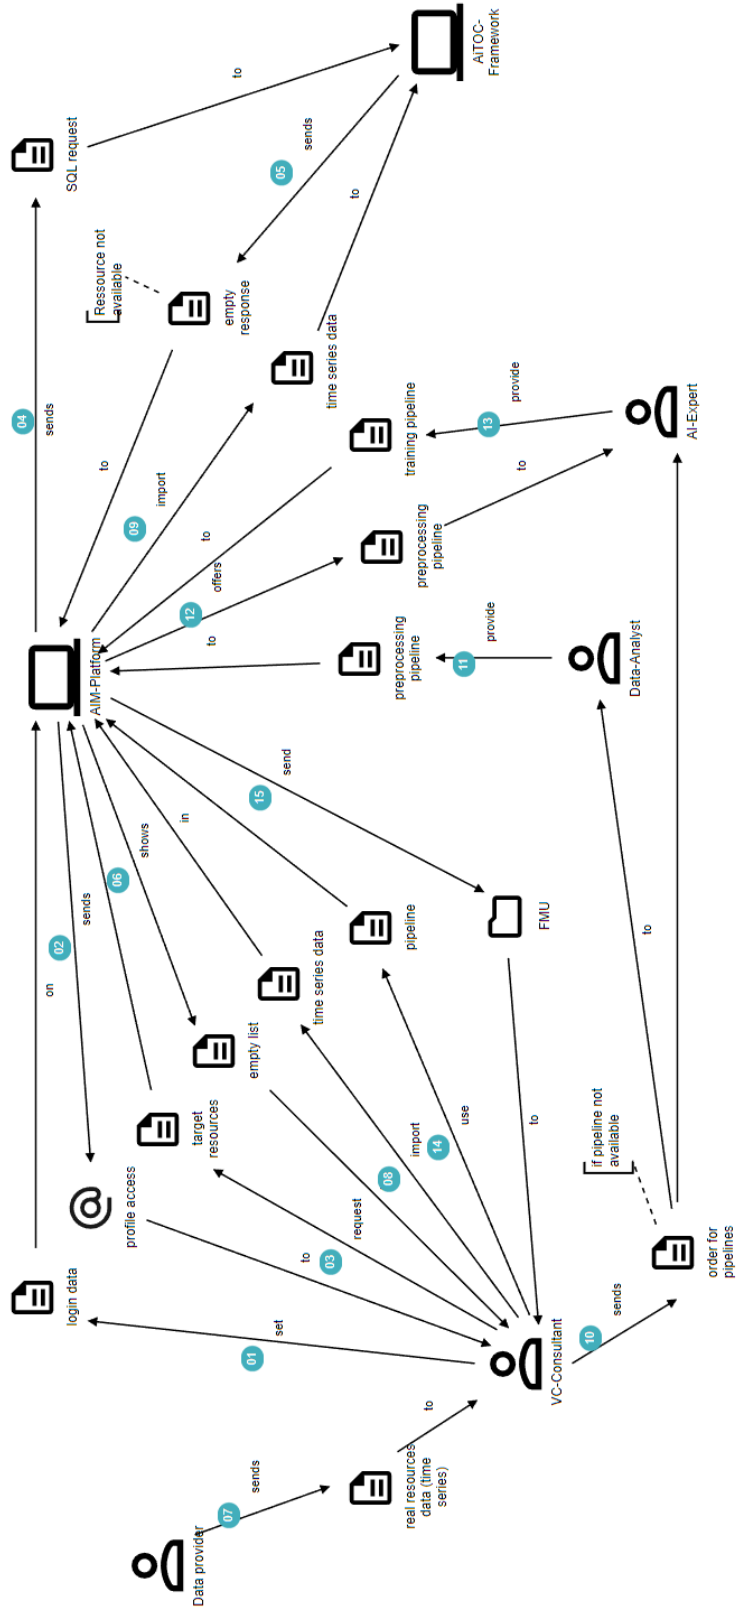 Data provider
07
sends
real resources
data (time
series)
to
VC-Consultant
01
set
login data
on
AIM-Platform
02
sends
profile access
to
03
request
target
resources
04
sends
SQL request
to
AiTOC-
Framework
05
sends
empty
response
Ressource not
available
to
06
shows
empty list
08
import
time series data
in
09
import
time series data
to
10
sends
order for
pipelines
if pipeline not
available
to
Data-Analyst
11
provide
preprocessing
pipeline
to
12
offers
preprocessing
pipeline
to
AI-Expert
13
provide
training pipeline
to
14
use
pipeline
15
send
FMU
to